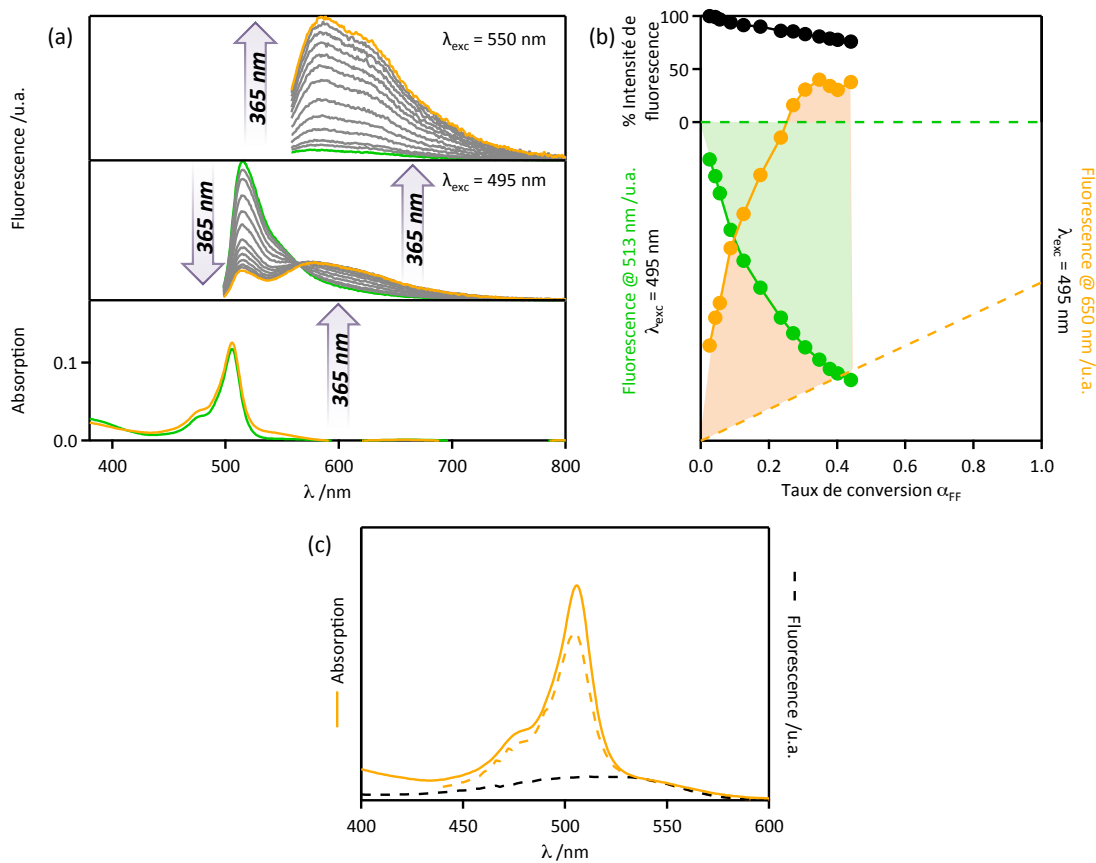 (a)
Fluorescence /u.a.
365 nm
λexc = 550 nm
365 nm
365 nm
λexc = 495 nm
Absorption
0.1
0.0
365 nm
400
500
600
700
800
λ /nm
(b)
% Intensité de
fluorescence
100
50
0
Fluorescence @ 513 nm /u.a.
λexc = 495 nm
Fluorescence @ 650 nm /u.a.
λexc = 495 nm
0.0
0.2
0.4
0.6
0.8
1.0
Taux de conversion αFF
(c)
Absorption
Fluorescence /u.a.
400
450
500
550
600
λ /nm